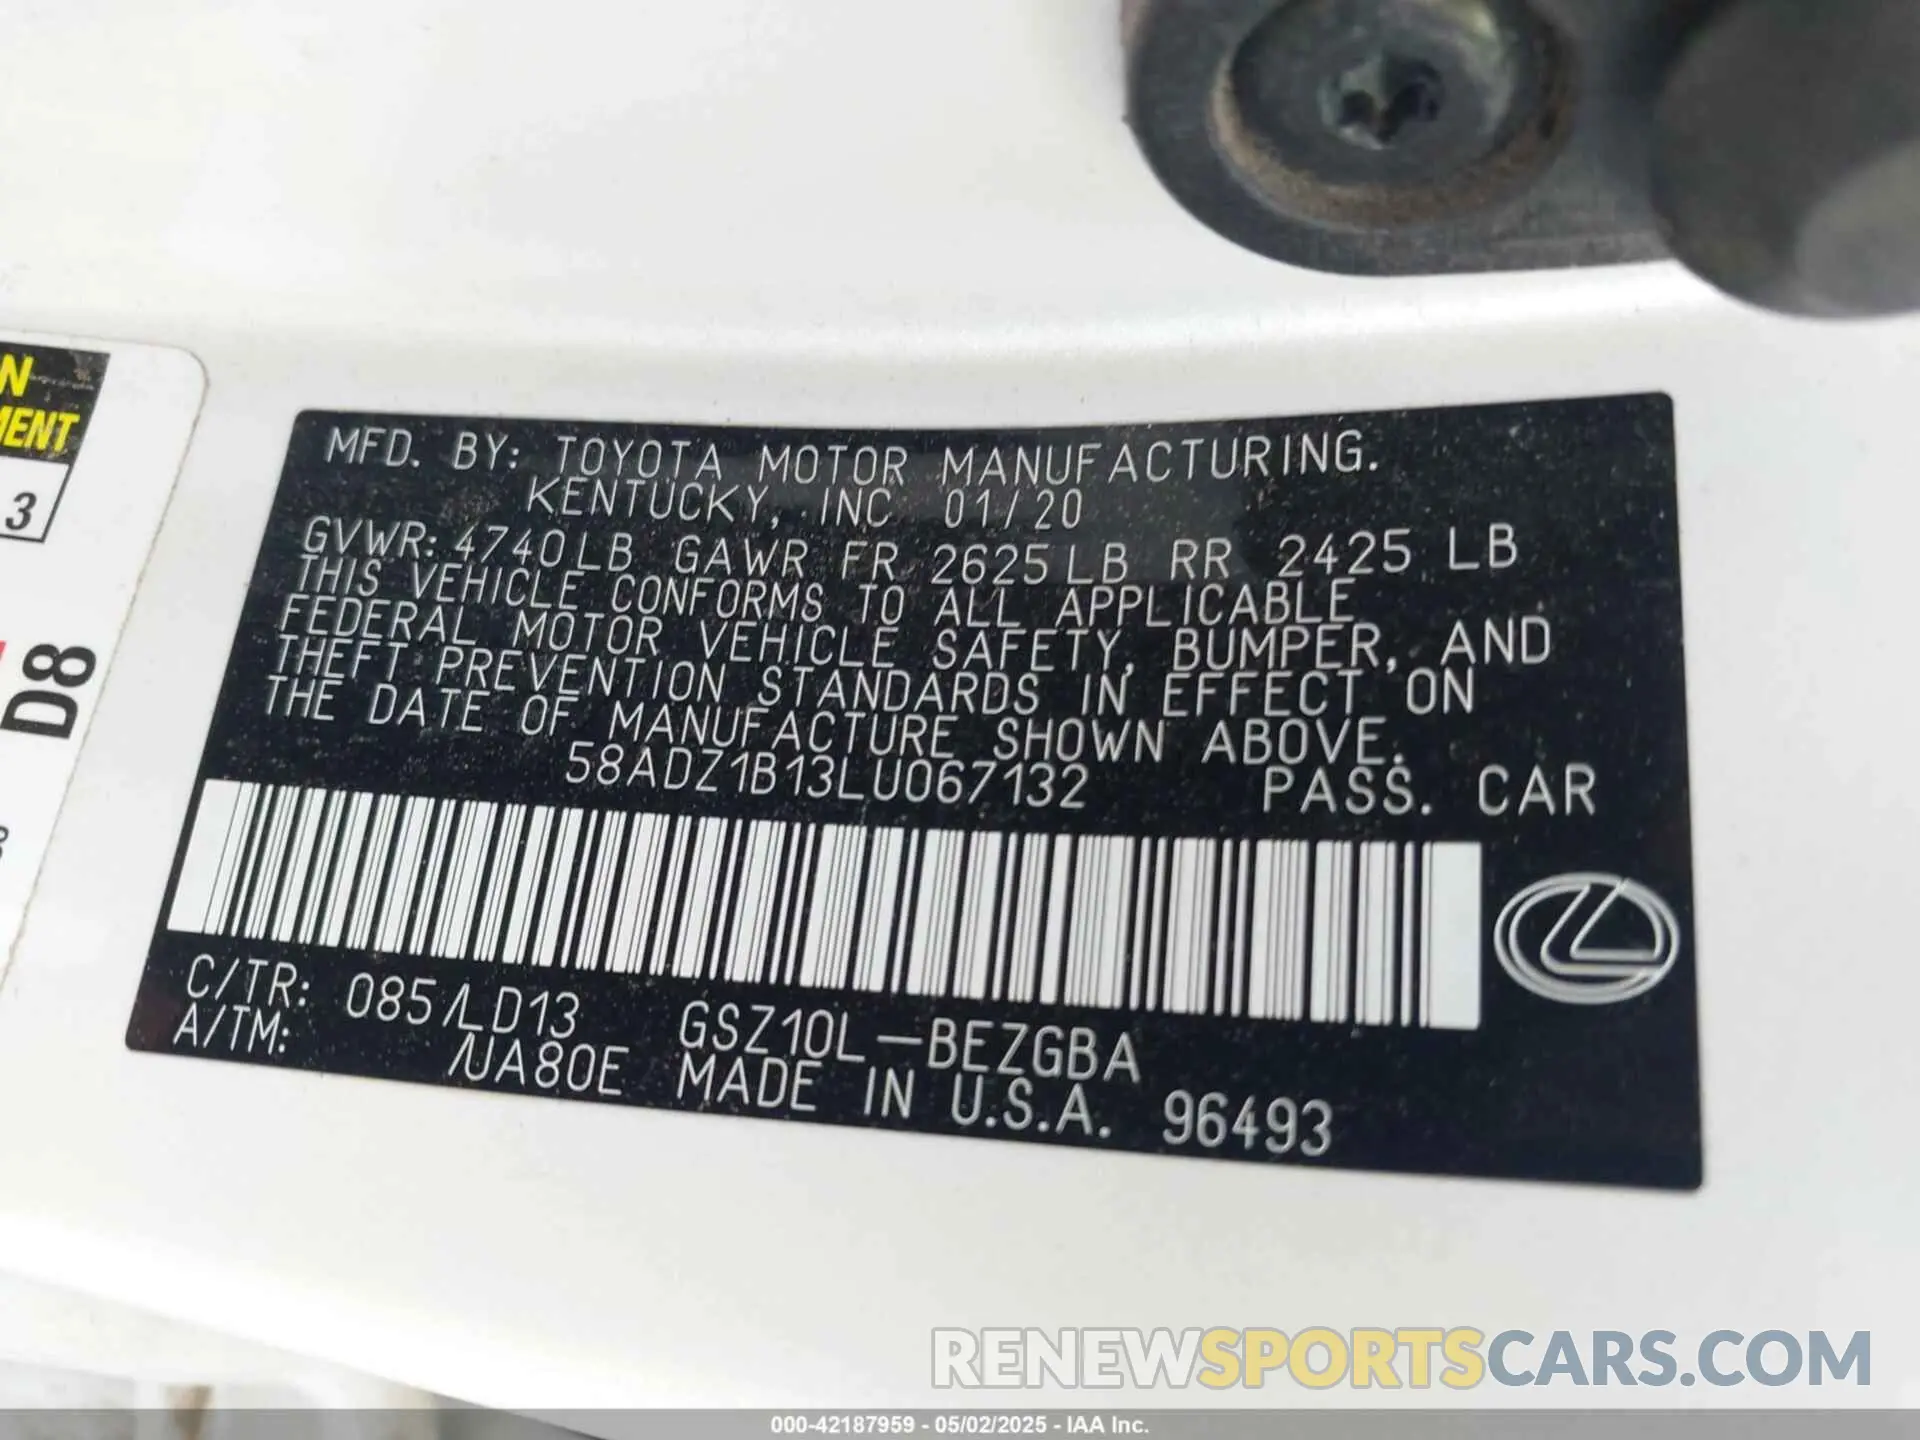 N
MENT
3
D8
MFD. BY: TOYOTA MOTOR MANUFACTURING.
KENTUCKY, INC 01/20
GVWR: 4740LB GAWR FR 2625LB RR 2425 LB
THIS VEHICLE CONFORMS TO ALL APPLICABLE
FEDERAL MOTOR VEHICLE SAFETY, BUMPER, AND
THEFT PREVENTION STANDARDS IN EFFECT ON
THE DATE OF MANUFACTURE SHOWN ABOVE.
58ADZ1B13LU067132 PASS. CAR
C/TR: 085/LD13 GSZ10L-BEZGBA
A/TM: /UA80E MADE IN U.S.A. 96493
RENEWSPORTSCARS.COM
000-42187959 - 05/02/2025 - IAA Inc.